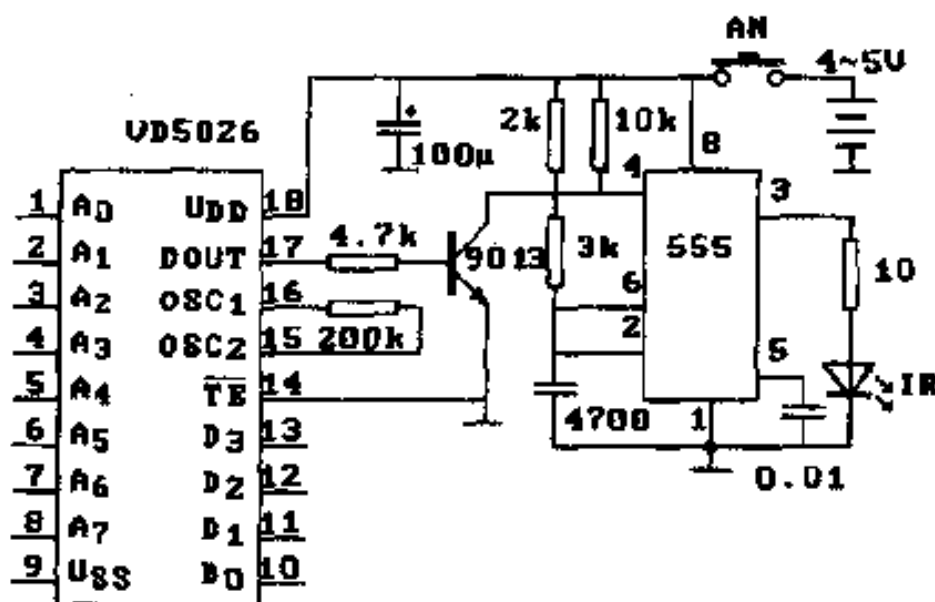 AN
4~5V
VD5026
100μ
2k
10k
8
4
3
1 A0
VDD 18
2 A1
DOUT 17
4.7k
9013
3k
555
10
3 A2
OSC1 16
6
4 A3
OSC2 15
200k
2
5
5 A4
TE 14
IR
4700
1
6 A5
D3 13
0.01
7 A6
D2 12
8 A7
D1 11
9 VSS
D0 10